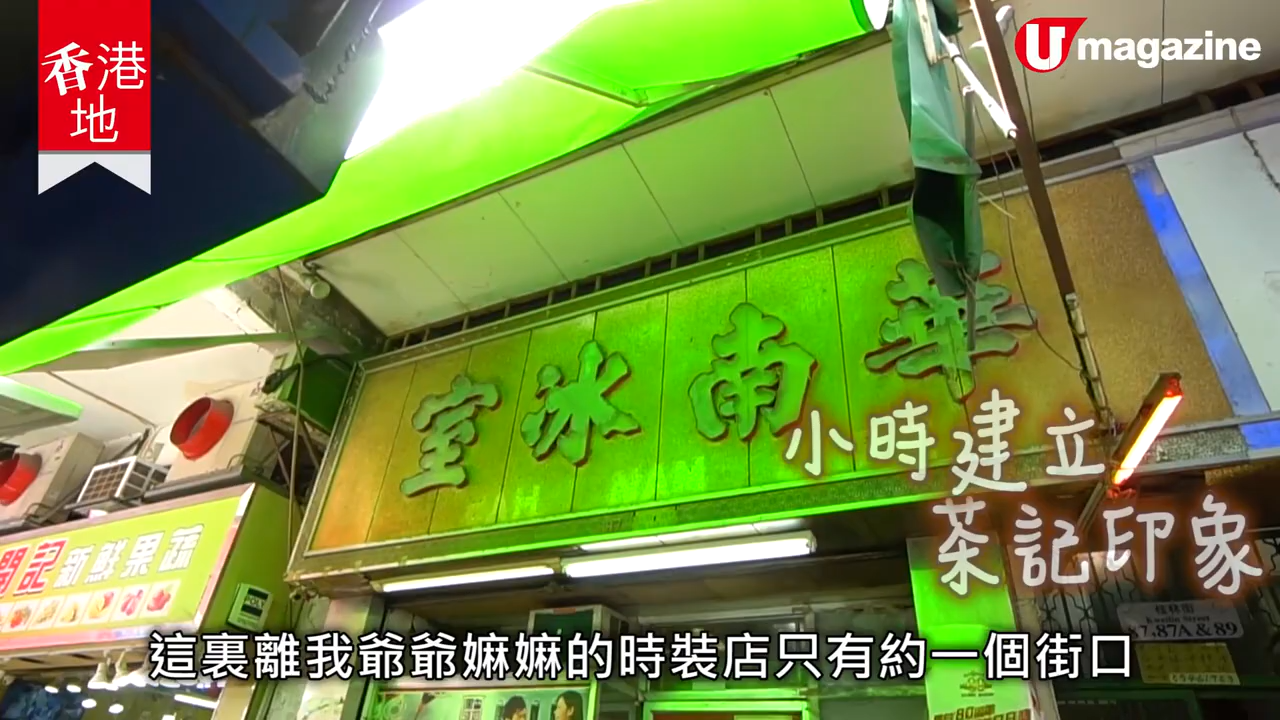 香港
地
U magazine
華南冰室
小時建立
茶記印象
開記新鮮果蔬
桂林街
Kweilin Street
87,87A & 89
這裏離我爺爺嫲嫲的時裝店只有約一個街口